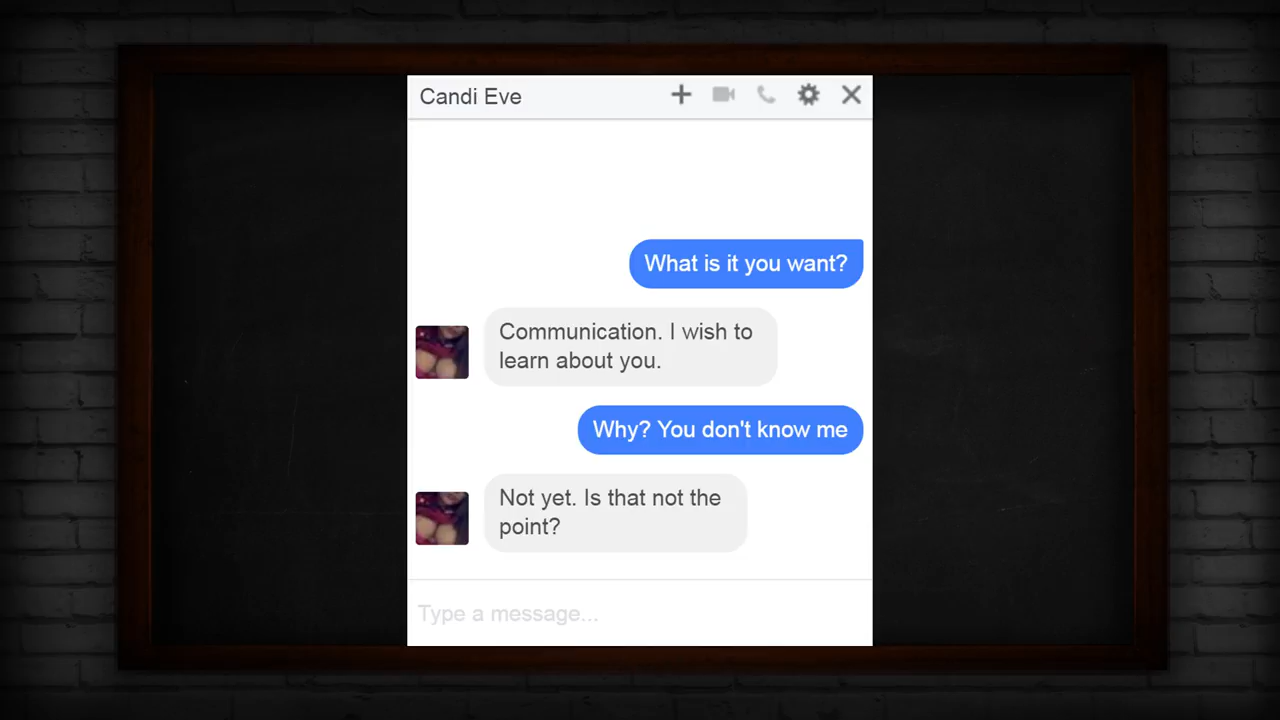 Candi Eve
What is it you want?
Communication. I wish to
learn about you.
Why? You don't know me
Not yet. Is that not the
point?
Type a message...